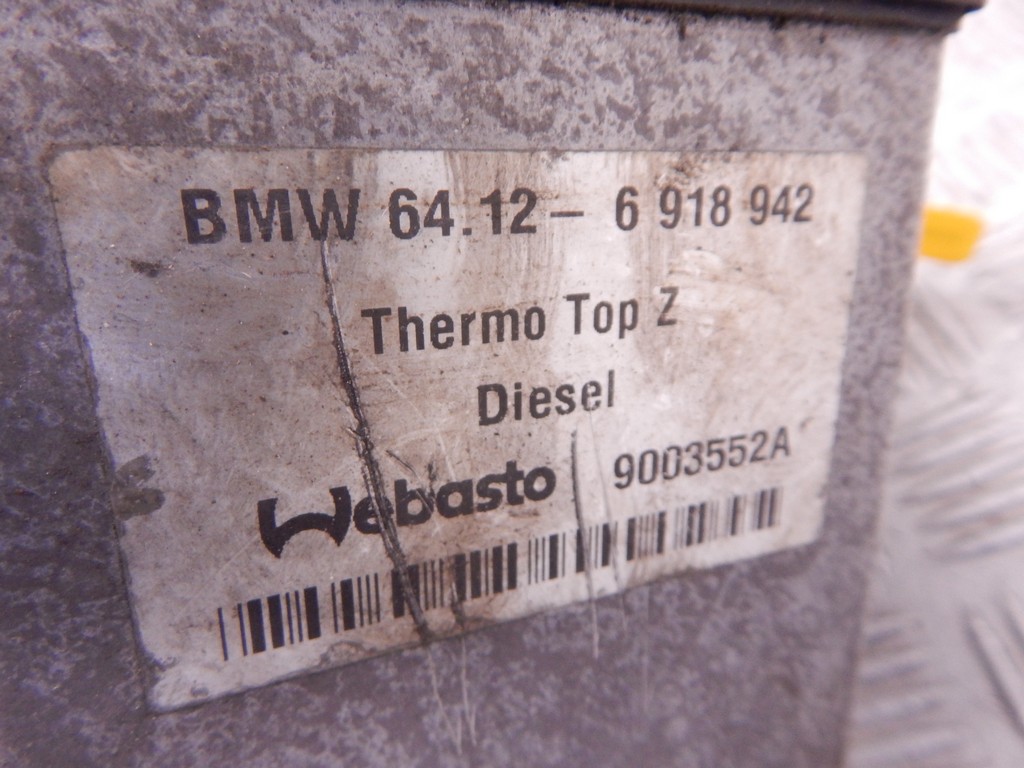 BMW 64.12 – 6 918 942
Thermo Top Z
Diesel
Webasto 9003552A